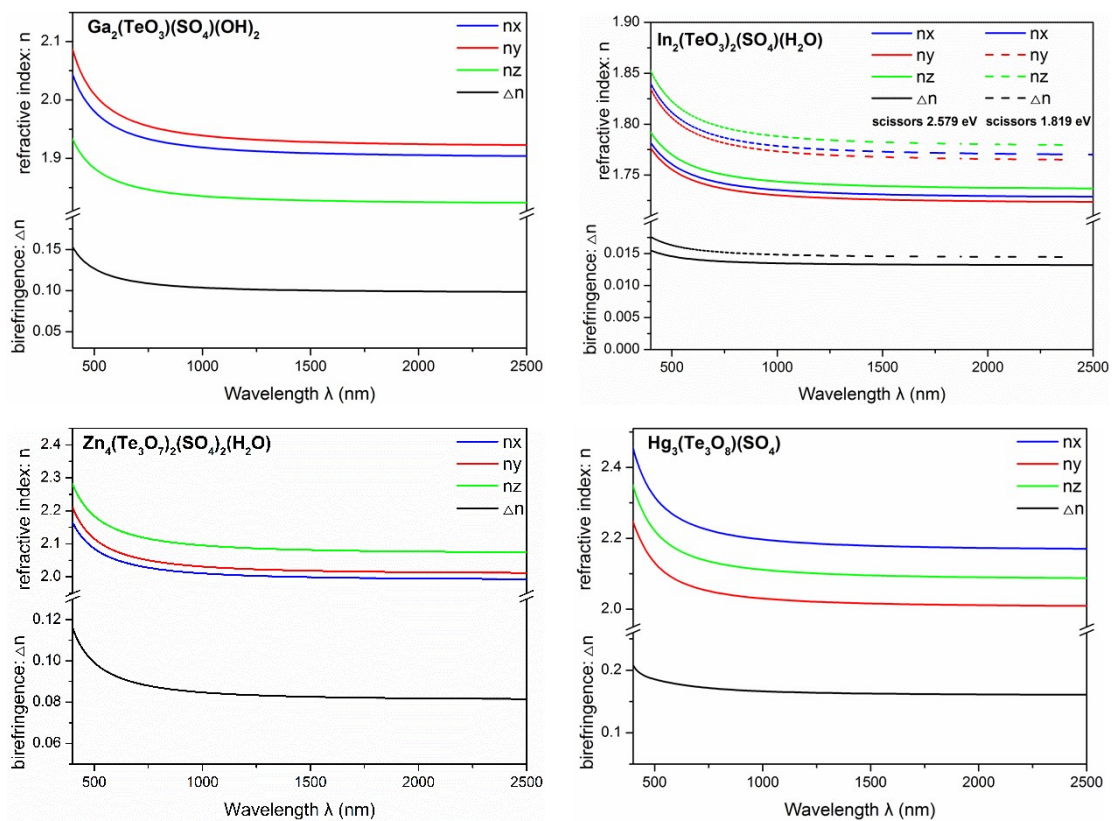 Ga₂(TeO₃)(SO₄)(OH)₂
nx
ny
nz
△n
2.1
2.0
1.9
0.15
0.10
0.05
refractive index: n
birefringence: △n
500 1000 1500 2000 2500
Wavelength λ (nm)
In₂(TeO₃)₂(SO₄)(H₂O)
nx nx
ny ny
nz nz
△n △n
scissors 2.579 eV scissors 1.819 eV
1.90
1.85
1.80
1.75
0.015
0.010
0.005
0.000
refractive index: n
birefringence: △n
500 1000 1500 2000 2500
Wavelength λ (nm)
Zn₄(Te₃O₇)₂(SO₄)₂(H₂O)
nx
ny
nz
△n
2.4
2.3
2.2
2.1
2.0
0.12
0.10
0.08
0.06
refractive index: n
birefringence: △n
500 1000 1500 2000 2500
Wavelength λ (nm)
Hg₃(Te₃O₈)(SO₄)
nx
ny
nz
△n
2.4
2.2
2.0
0.2
0.1
refractive index: n
birefringence: △n
500 1000 1500 2000 2500
Wavelength λ (nm)